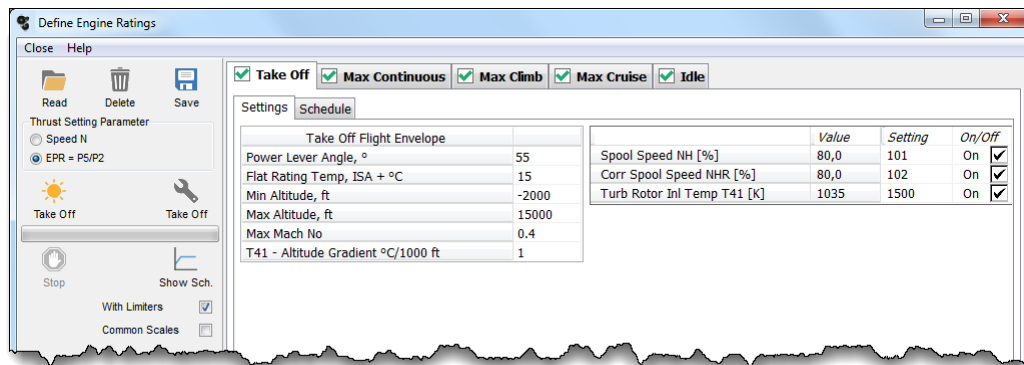 Define Engine Ratings
Close Help
Read Delete Save
Thrust Setting Parameter
Speed N
EPR = P5/P2
Take Off Take Off
Stop Show Sch.
With Limiters
Common Scales
Take Off Max Continuous Max Climb Max Cruise Idle
Settings Schedule
Take Off Flight Envelope
Power Lever Angle, º 55
Flat Rating Temp, ISA + ºC 15
Min Altitude, ft -2000
Max Altitude, ft 15000
Max Mach No 0.4
T41 - Altitude Gradient ºC/1000 ft 1
Value Setting On/Off
Spool Speed NH [%] 80,0 101 On
Corr Spool Speed NHR [%] 80,0 102 On
Turb Rotor Inl Temp T41 [K] 1035 1500 On